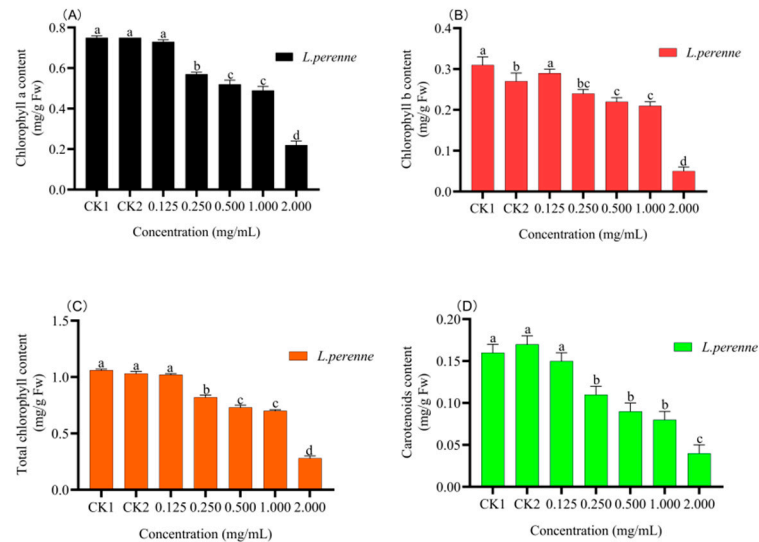 (A)
Chlorophyll a content
(mg/g Fw)
0.8
0.6
0.4
0.2
0.0
a
a
a
b
c
c
d
L.perenne
CK1 CK2 0.125 0.250 0.500 1.000 2.000
Concentration (mg/mL)
(B)
Chlorophyll b content
(mg/g Fw)
0.4
0.3
0.2
0.1
0.0
a
b
a
bc
c
c
d
L.perenne
CK1 CK2 0.125 0.250 0.500 1.000 2.000
Concentration (mg/mL)
(C)
Total chlorophyll content
(mg/g Fw)
1.5
1.0
0.5
0.0
a
a
a
b
c
c
d
L.perenne
CK1 CK2 0.125 0.250 0.500 1.000 2.000
Concentration (mg/mL)
(D)
Carotenoids content
(mg/g Fw)
0.20
0.15
0.10
0.05
0.00
a
a
a
b
b
b
c
L.perenne
CK1 CK2 0.125 0.250 0.500 1.000 2.000
Concentration (mg/mL)